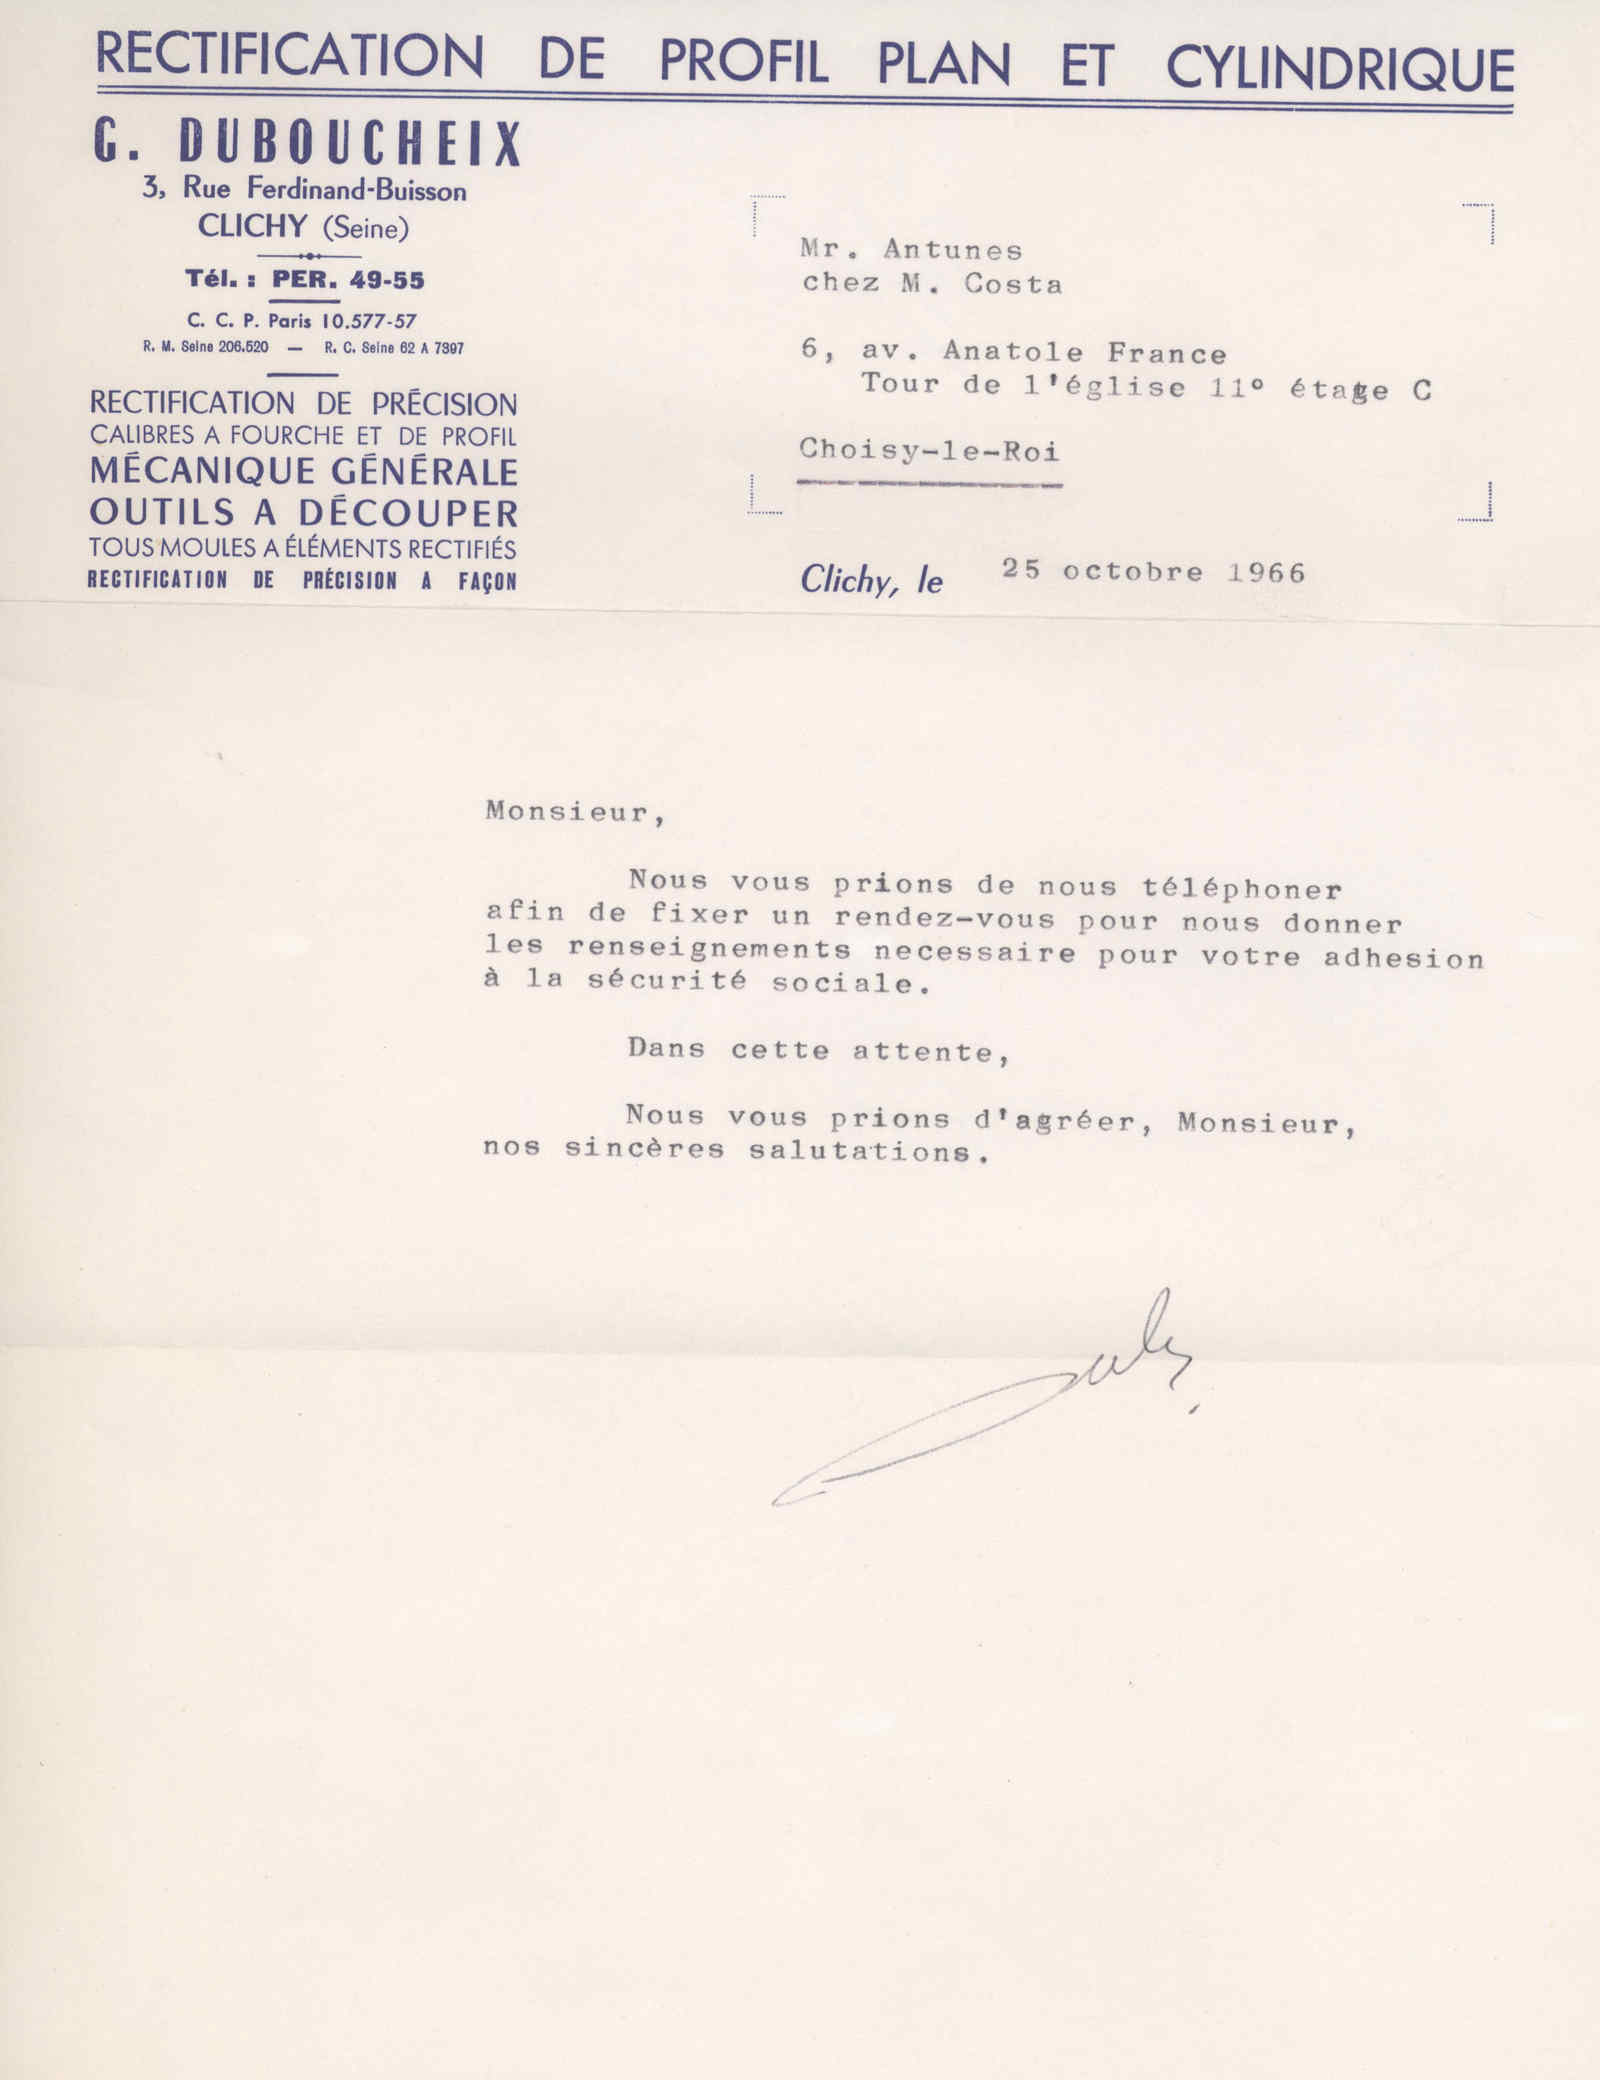 RECTIFICATION DE PROFIL PLAN ET CYLINDRIQUE
G. DUBOUCHEIX
3, Rue Ferdinand-Buisson
CLICHY (Seine)
Tél. : PER. 49-55
C. C. P. Paris 10.577-57
R. M. Seine 206.520 — R. C. Seine 62 A 7397
RECTIFICATION DE PRÉCISION
CALIBRES A FOURCHE ET DE PROFIL
MÉCANIQUE GÉNÉRALE
OUTILS A DÉCOUPER
TOUS MOULES A ÉLÉMENTS RECTIFIÉS
RECTIFICATION DE PRÉCISION A FAÇON
Mr. Antunes
chez M. Costa
6, av. Anatole France
Tour de l'église 11° étage C
Choisy-le-Roi
Clichy, le 25 octobre 1966
Monsieur,
Nous vous prions de nous téléphoner
afin de fixer un rendez-vous pour nous donner
les renseignements necessaire pour votre adhesion
à la sécurité sociale.
Dans cette attente,
Nous vous prions d'agréer, Monsieur,
nos sincères salutations.